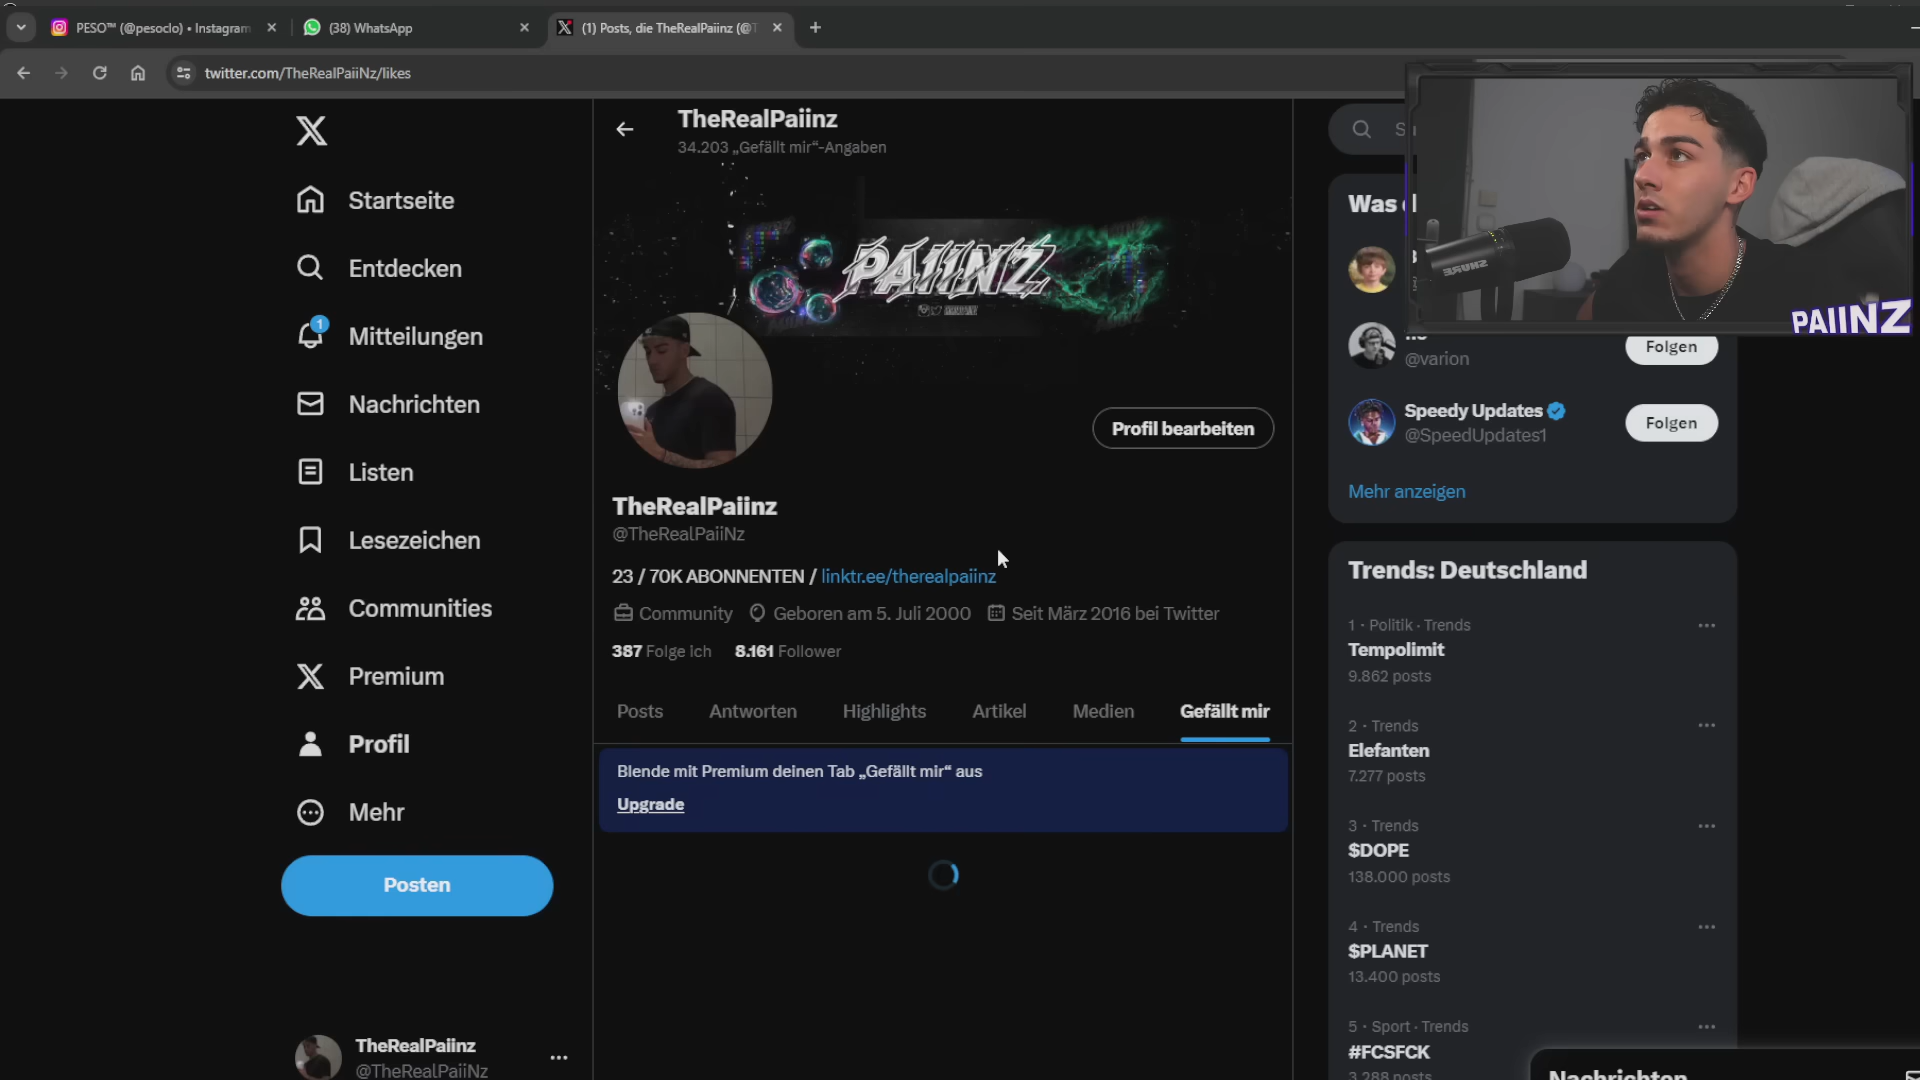 PESO™ (@pesoclo) • Instagram
(38) WhatsApp
(1) Posts, die TheRealPaiinz (@T
twitter.com/TheRealPaiiNz/likes
Startseite
Entdecken
1
Mitteilungen
Nachrichten
Listen
Lesezeichen
Communities
Premium
Profil
Mehr
Posten
TheRealPaiinz
@TheRealPaiiNz
TheRealPaiinz
34.203 „Gefällt mir“-Angaben
PAIINZ
Profil bearbeiten
TheRealPaiinz
@TheRealPaiiNz
23 / 70K ABONNENTEN / linktr.ee/therealpaiinz
Community Geboren am 5. Juli 2000 Seit März 2016 bei Twitter
387 Folge ich 8.161 Follower
Posts Antworten Highlights Artikel Medien Gefällt mir
Blende mit Premium deinen Tab „Gefällt mir“ aus
Upgrade
Was
SHURE
PAIINZ
@varion
Folgen
Speedy Updates
@SpeedUpdates1
Folgen
Mehr anzeigen
Trends: Deutschland
1 · Politik · Trends
Tempolimit
9.862 posts
2 · Trends
Elefanten
7.277 posts
3 · Trends
$DOPE
138.000 posts
4 · Trends
$PLANET
13.400 posts
5 · Sport · Trends
#FCSFCK
3.288 posts
Nachrichten